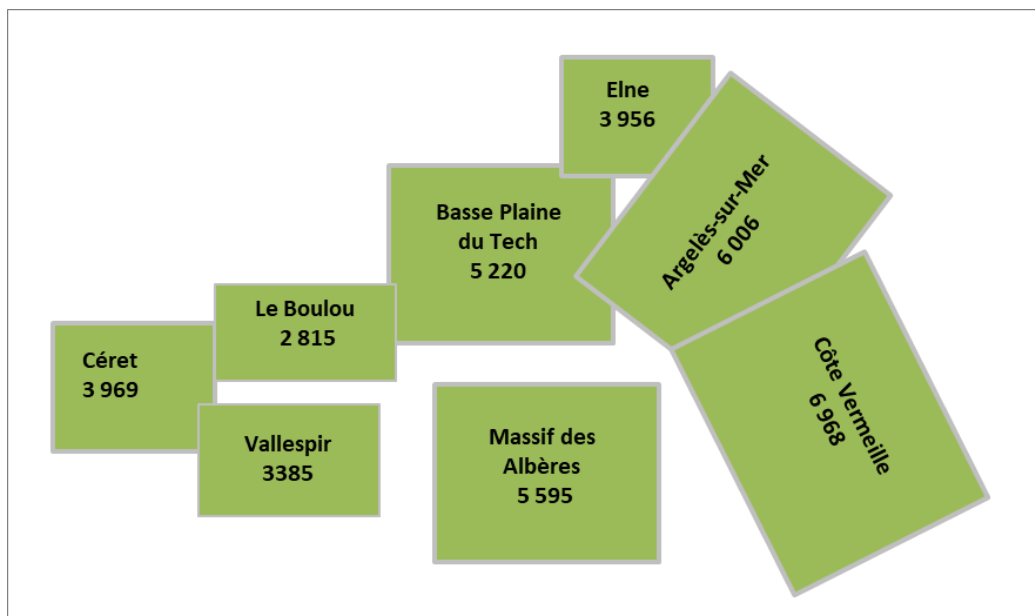 Elne
3 956
Argelès-sur-Mer
6 006
Basse Plaine
du Tech
5 220
Le Boulou
2 815
Céret
3 969
Côte Vermeille
6 968
Vallespir
3385
Massif des
Albères
5 595